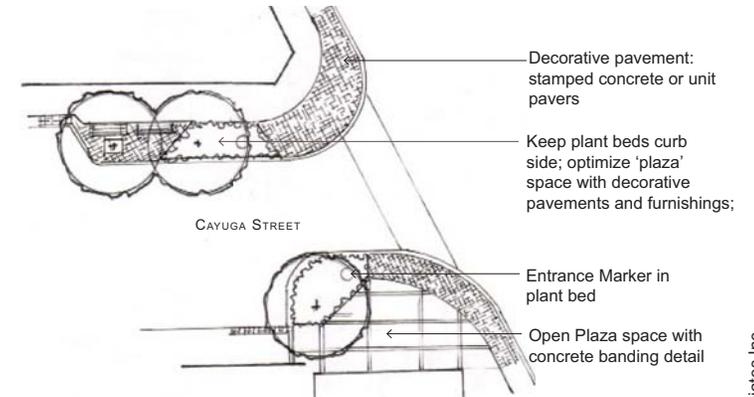 Decorative pavement:
stamped concrete or unit
pavers
Keep plant beds curb
side; optimize ‘plaza’
space with decorative
pavements and furnishings;
CAYUGA STREET
Entrance Marker in
plant bed
Open Plaza space with
concrete banding detail